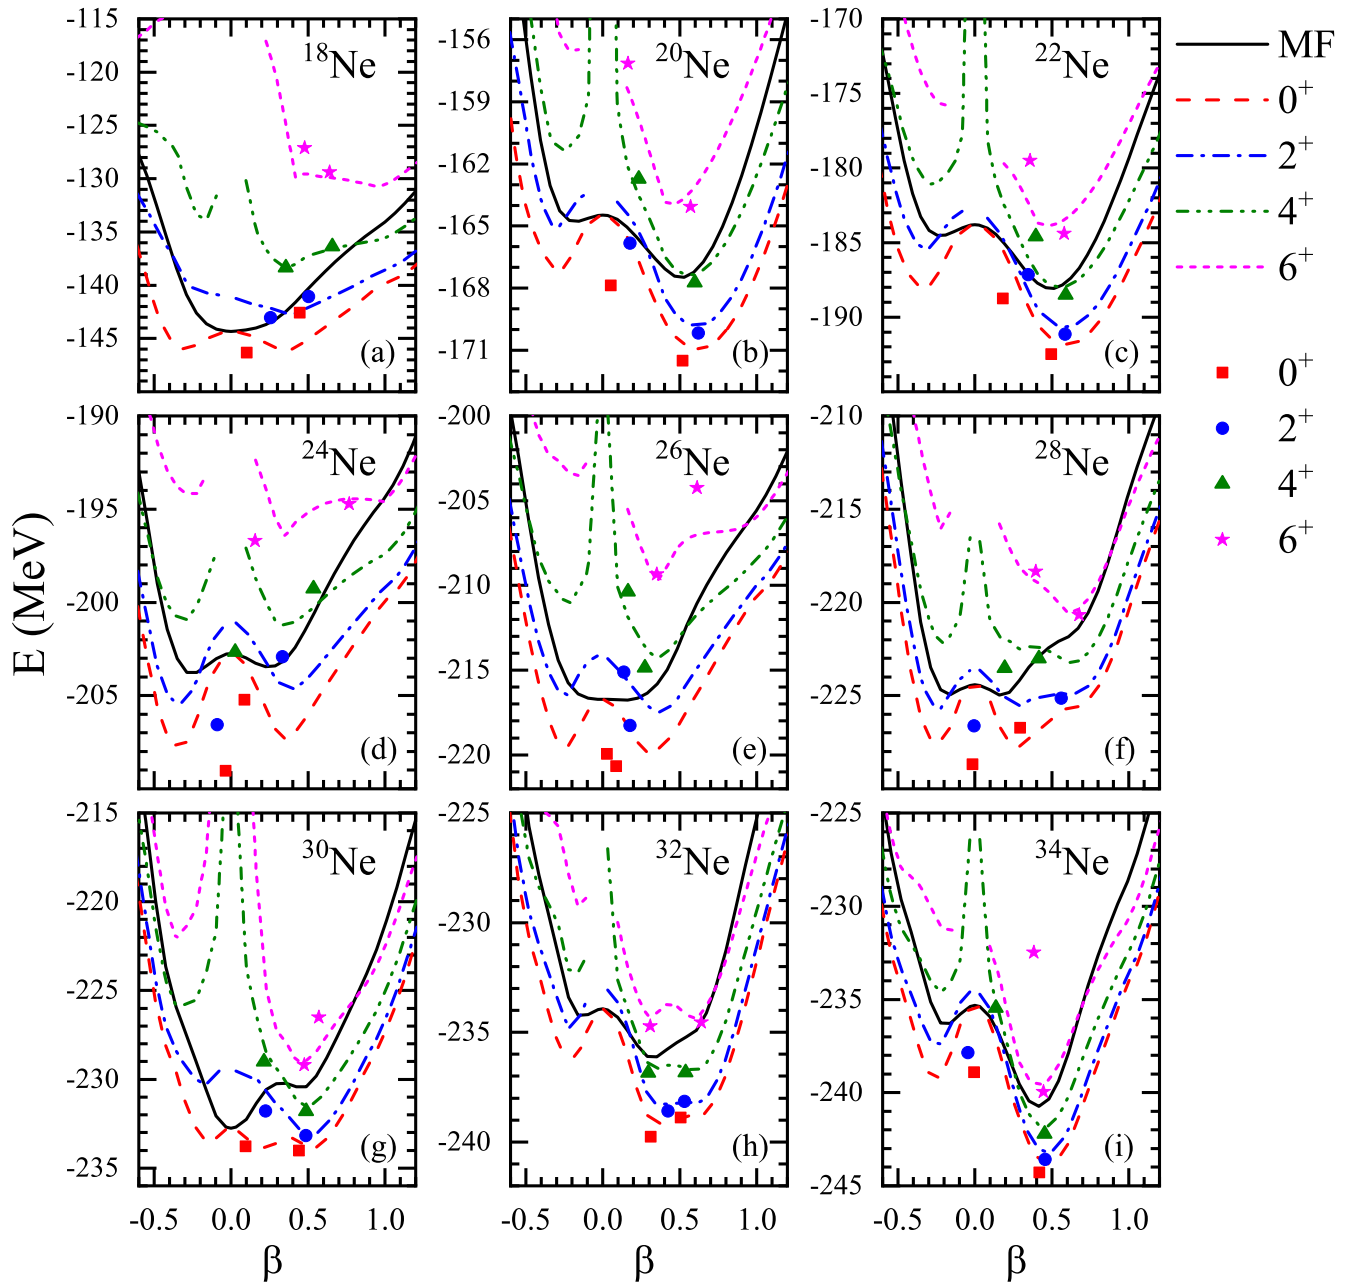 -115
-120
-125
-130
-135
-140
-145
18Ne
(a)
-156
-159
-162
-165
-168
-171
20Ne
(b)
-170
-175
-180
-185
-190
22Ne
(c)
MF
0+
2+
4+
6+
0+
2+
4+
6+
E (MeV)
-190
-195
-200
-205
24Ne
(d)
-200
-205
-210
-215
-220
26Ne
(e)
-210
-215
-220
-225
28Ne
(f)
-215
-220
-225
-230
-235
30Ne
(g)
-225
-230
-235
-240
32Ne
(h)
-225
-230
-235
-240
-245
34Ne
(i)
-0.5 0.0 0.5 1.0
-0.5 0.0 0.5 1.0
-0.5 0.0 0.5 1.0
β
β
β